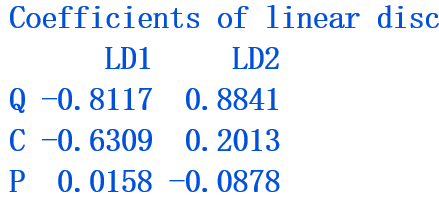 Coefficients of linear disc
LD1 LD2
Q -0.8117 0.8841
C -0.6309 0.2013
P 0.0158 -0.0878